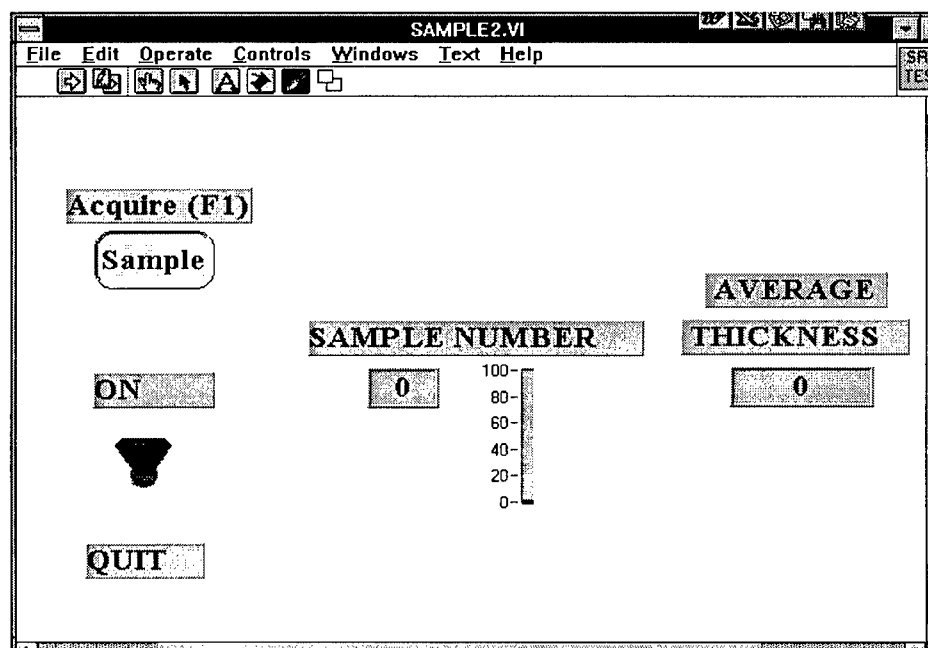 SAMPLE2.VI
File Edit Operate Controls Windows Text Help
A
Acquire (F1)
Sample
AVERAGE
SAMPLE NUMBER
THICKNESS
ON
0
100
80
60
40
20
0
0
QUIT